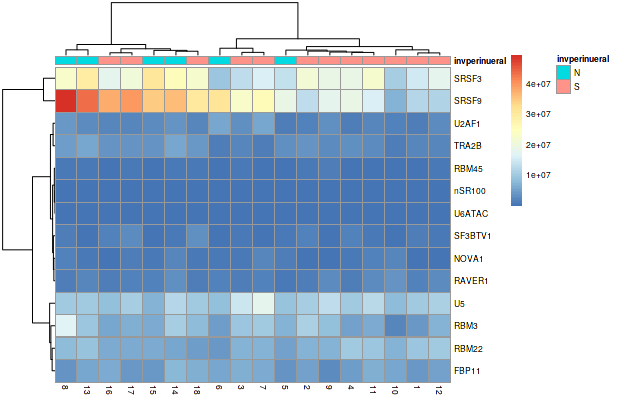 invperinueral
invperinueral
SRSF3
N
SRSF9
S
U2AF1
4e+07
TRA2B
3e+07
RBM45
2e+07
nSR100
1e+07
U6ATAC
SF3BTV1
NOVA1
RAVER1
U5
RBM3
RBM22
FBP11
8 13 16 17 15 14 18 6 3 7 5 2 9 4 11 10 1 12